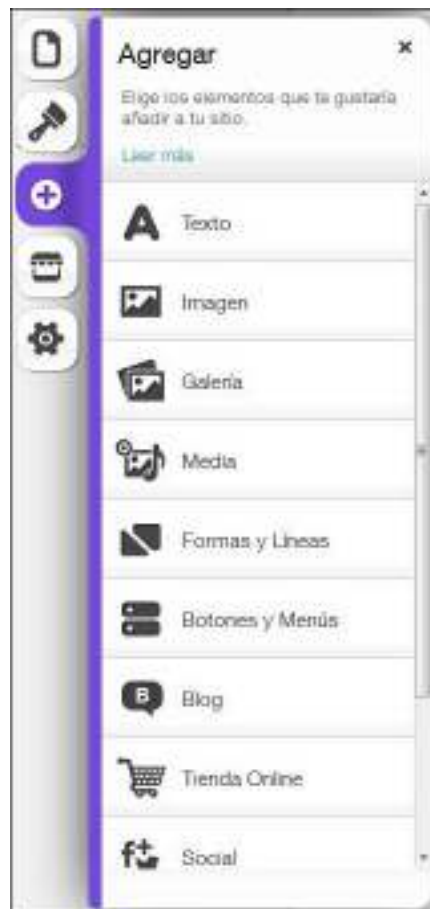 Agregar
Elige los elementos que te gustaría
añadir a tu sitio.
Leer más
Texto
Imagen
Galería
Media
Formas y Líneas
Botones y Menús
B
Blog
Tienda Online
Social